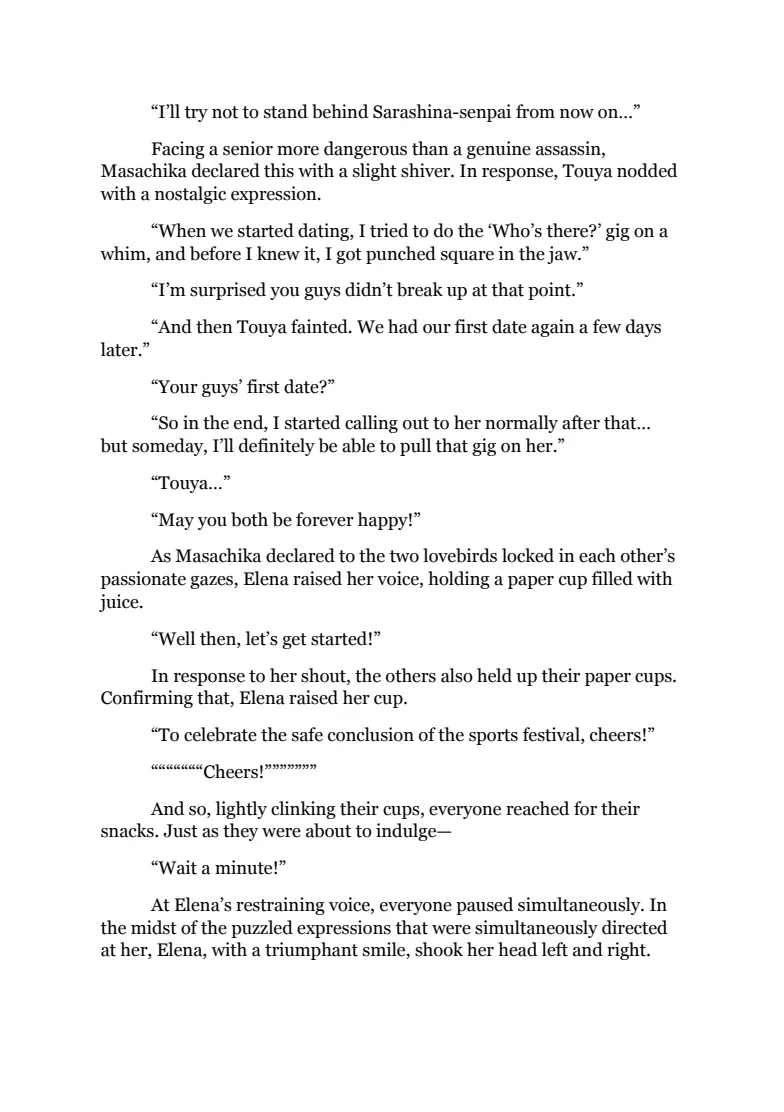 “I’ll try not to stand behind Sarashina-senpai from now on…”
Facing a senior more dangerous than a genuine assassin,
Masachika declared this with a slight shiver. In response, Touya nodded
with a nostalgic expression.
“When we started dating, I tried to do the ‘Who’s there?’ gig on a
whim, and before I knew it, I got punched square in the jaw.”
“I’m surprised you guys didn’t break up at that point.”
“And then Touya fainted. We had our first date again a few days
later.”
“Your guys’ first date?”
“So in the end, I started calling out to her normally after that…
but someday, I’ll definitely be able to pull that gig on her.”
“Touya…”
“May you both be forever happy!”
As Masachika declared to the two lovebirds locked in each other’s
passionate gazes, Elena raised her voice, holding a paper cup filled with
juice.
“Well then, let’s get started!”
In response to her shout, the others also held up their paper cups.
Confirming that, Elena raised her cup.
“To celebrate the safe conclusion of the sports festival, cheers!”
“““““““Cheers!”””””””
And so, lightly clinking their cups, everyone reached for their
snacks. Just as they were about to indulge—
“Wait a minute!”
At Elena’s restraining voice, everyone paused simultaneously. In
the midst of the puzzled expressions that were simultaneously directed
at her, Elena, with a triumphant smile, shook her head left and right.